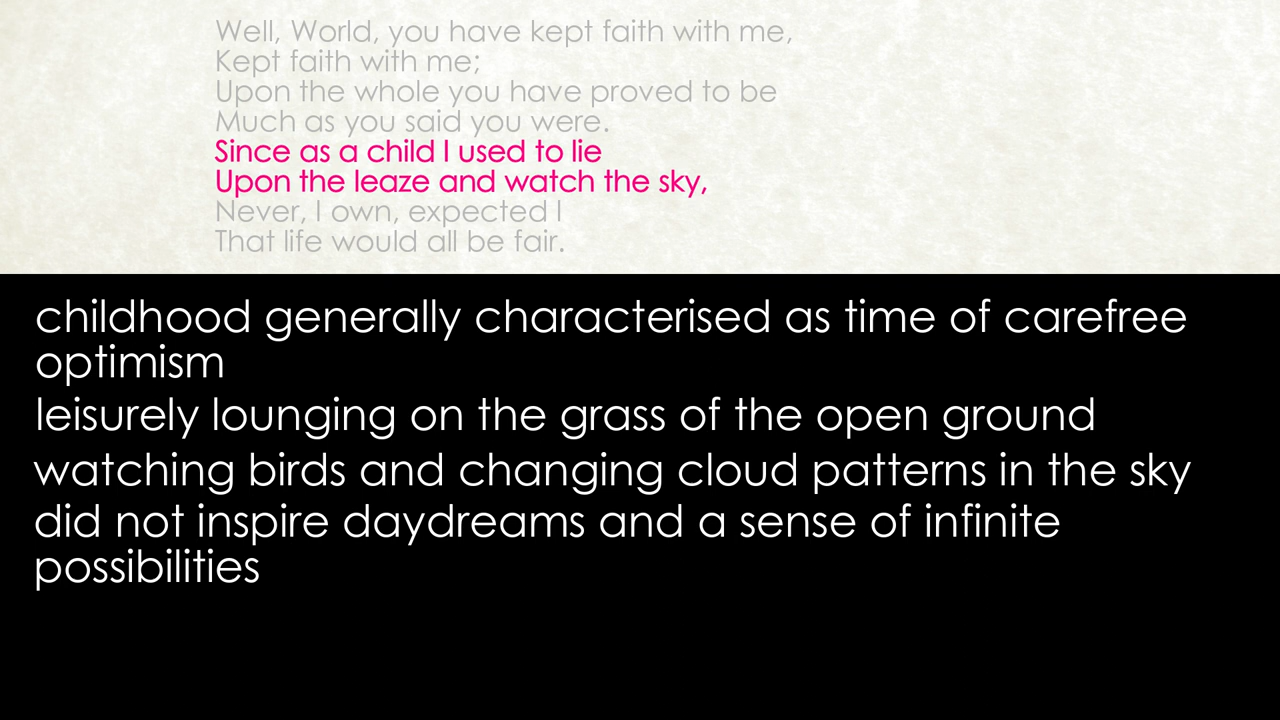 Well, World, you have kept faith with me,
Kept faith with me;
Upon the whole you have proved to be
Much as you said you were.
Since as a child I used to lie
Upon the leaze and watch the sky,
Never, I own, expected I
That life would all be fair.
childhood generally characterised as time of carefree
optimism
leisurely lounging on the grass of the open ground
watching birds and changing cloud patterns in the sky
did not inspire daydreams and a sense of infinite
possibilities